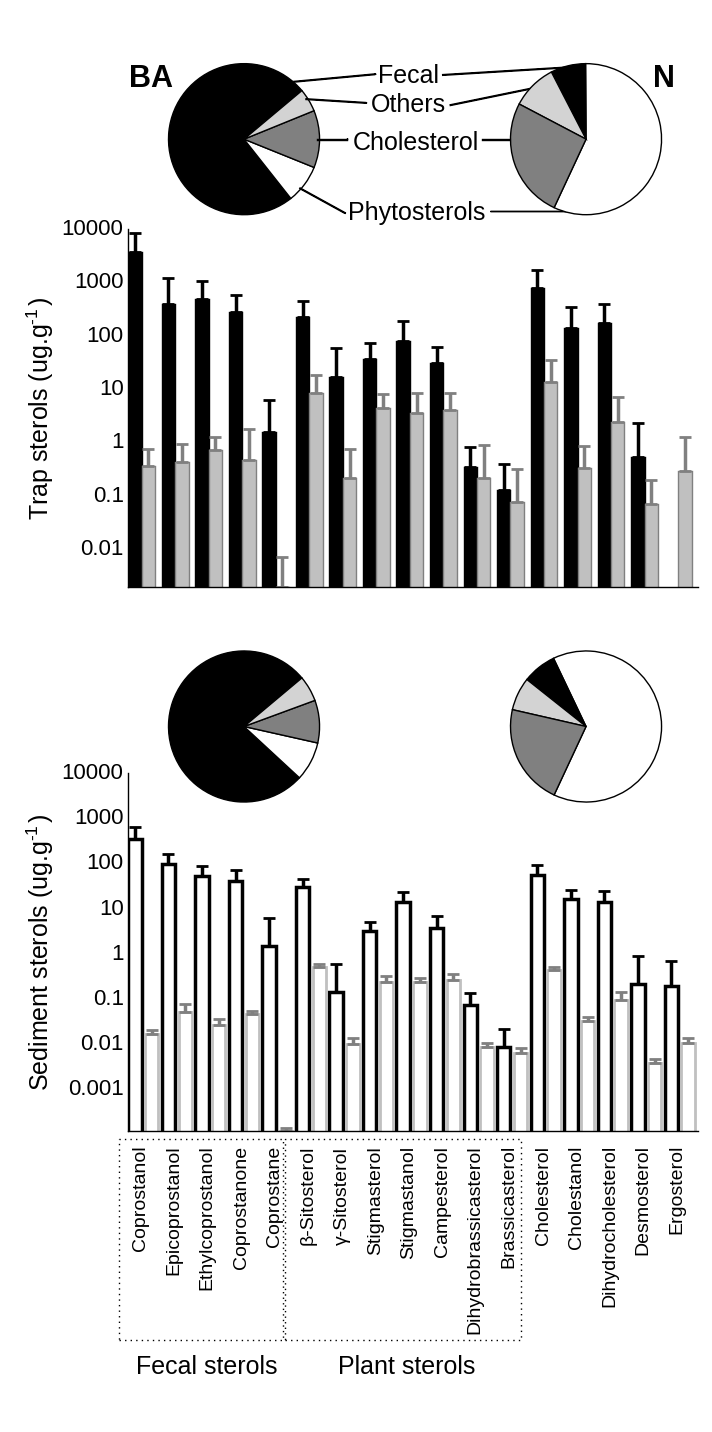 BA
N
Fecal
Others
Cholesterol
Phytosterols
Trap sterols (ug.g-1)
10000
1000
100
10
1
0.1
0.01
Sediment sterols (ug.g-1)
10000
1000
100
10
1
0.1
0.01
0.001
Coprostanol
Epicoprostanol
Ethylcoprostanol
Coprostanone
Coprostane
β-Sitosterol
γ-Sitosterol
Stigmasterol
Stigmastanol
Campesterol
Dihydrobrassicasterol
Brassicasterol
Cholesterol
Cholestanol
Dihydrocholesterol
Desmosterol
Ergosterol
Fecal sterols
Plant sterols